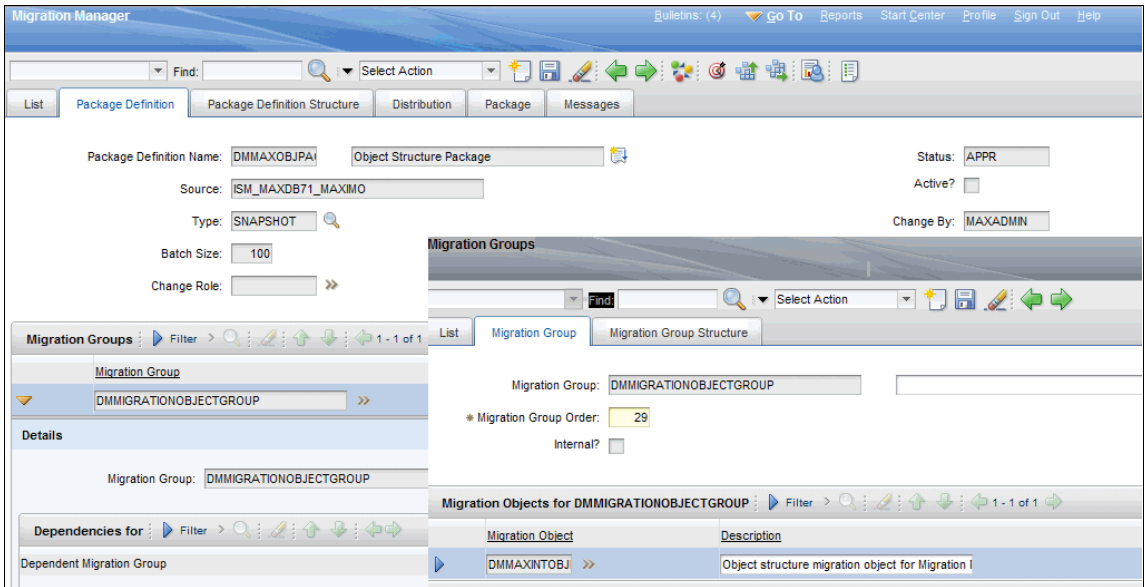 Migration Manager
Bulletins: (4) Go To Reports Start Center Profile Sign Out Help
Find: Select Action
List Package Definition Package Definition Structure Distribution Package Messages
Package Definition Name: DMMAXOBJPA Object Structure Package
Status: APPR
Source: ISM_MAXDB71_MAXIMO
Active?
Type: SNAPSHOT
Change By: MAXADMIN
Batch Size: 100
Change Role:
Migration Groups Filter 1 - 1 of 1
Migration Group
DMMIGRATIONOBJECTGROUP
Details
Migration Group: DMMIGRATIONOBJECTGROUP
Dependencies for Filter
Dependent Migration Group
Migration Groups
Find: Select Action
List Migration Group Migration Group Structure
Migration Group: DMMIGRATIONOBJECTGROUP
Migration Group Order: 29
Internal?
Migration Objects for DMMIGRATIONOBJECTGROUP Filter 1 - 1 of 1
Migration Object Description
DMMAXINTOBJ Object structure migration object for Migration